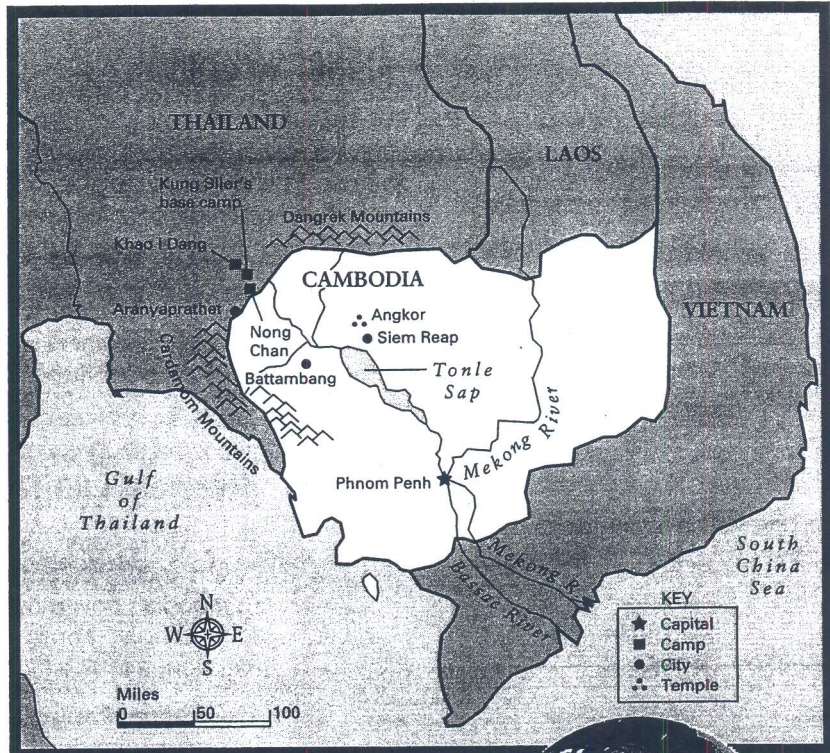 THAILAND
LAOS
Kung Siler's
base camp
Dangrek Mountains
Khao I Dang
CAMBODIA
Aranyaprathet
VIETNAM
Angkor
Siem Reap
Nong
Chan
Battambang
Tonle
Sap
Cardamom Mountains
Mekong River
Phnom Penh
Gulf
of
Thailand
Mekong R.
Bassac River
South
China
Sea
N
W E
S
KEY
Capital
Camp
City
Temple
Miles
0 50 100